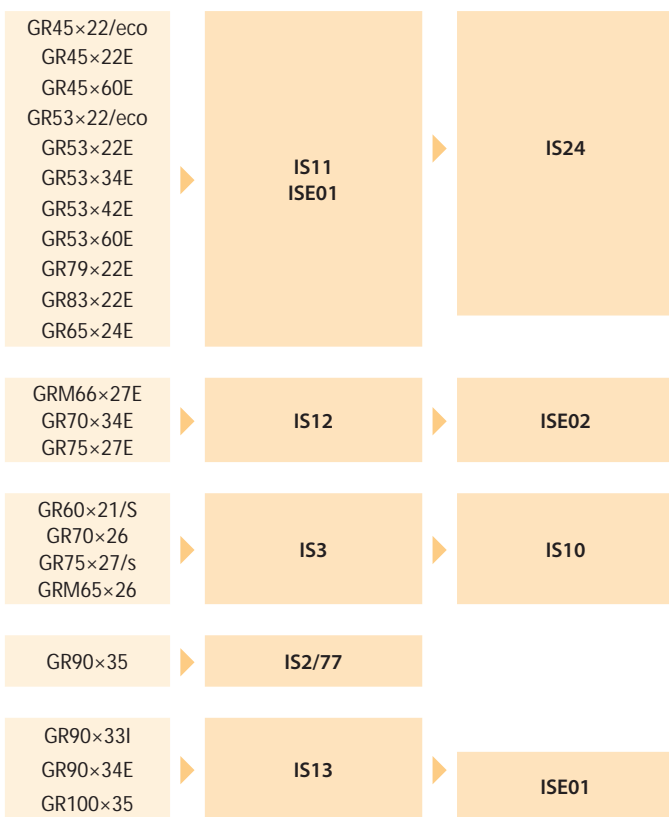 GR45×22/eco
GR45×22E
GR45×60E
GR53×22/eco
GR53×22E
GR53×34E
GR53×42E
GR53×60E
GR79×22E
GR83×22E
GR65×24E
IS11
ISE01
IS24
GRM66×27E
GR70×34E
GR75×27E
IS12
ISE02
GR60×21/S
GR70×26
GR75×27/s
GRM65×26
IS3
IS10
GR90×35
IS2/77
GR90×33I
GR90×34E
GR100×35
IS13
ISE01